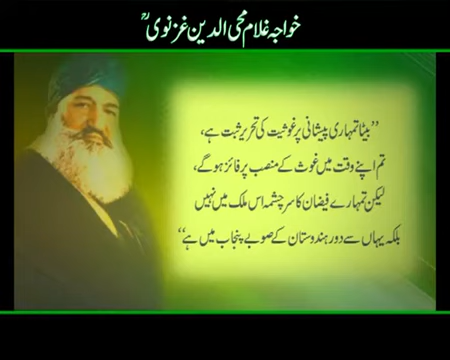 خواجہ غلام محی الدین غزنویؒ
”بیٹا تمہاری پیشانی پر غوثیت کی تحریر ثبت ہے،
تم اپنے وقت میں غوث کے منصب پر فائز ہو گے،
لیکن تمہارے فیضان کا سرچشمہ اس ملک میں نہیں
بلکہ یہاں سے دور ہندوستان کے صوبے پنجاب میں ہے“